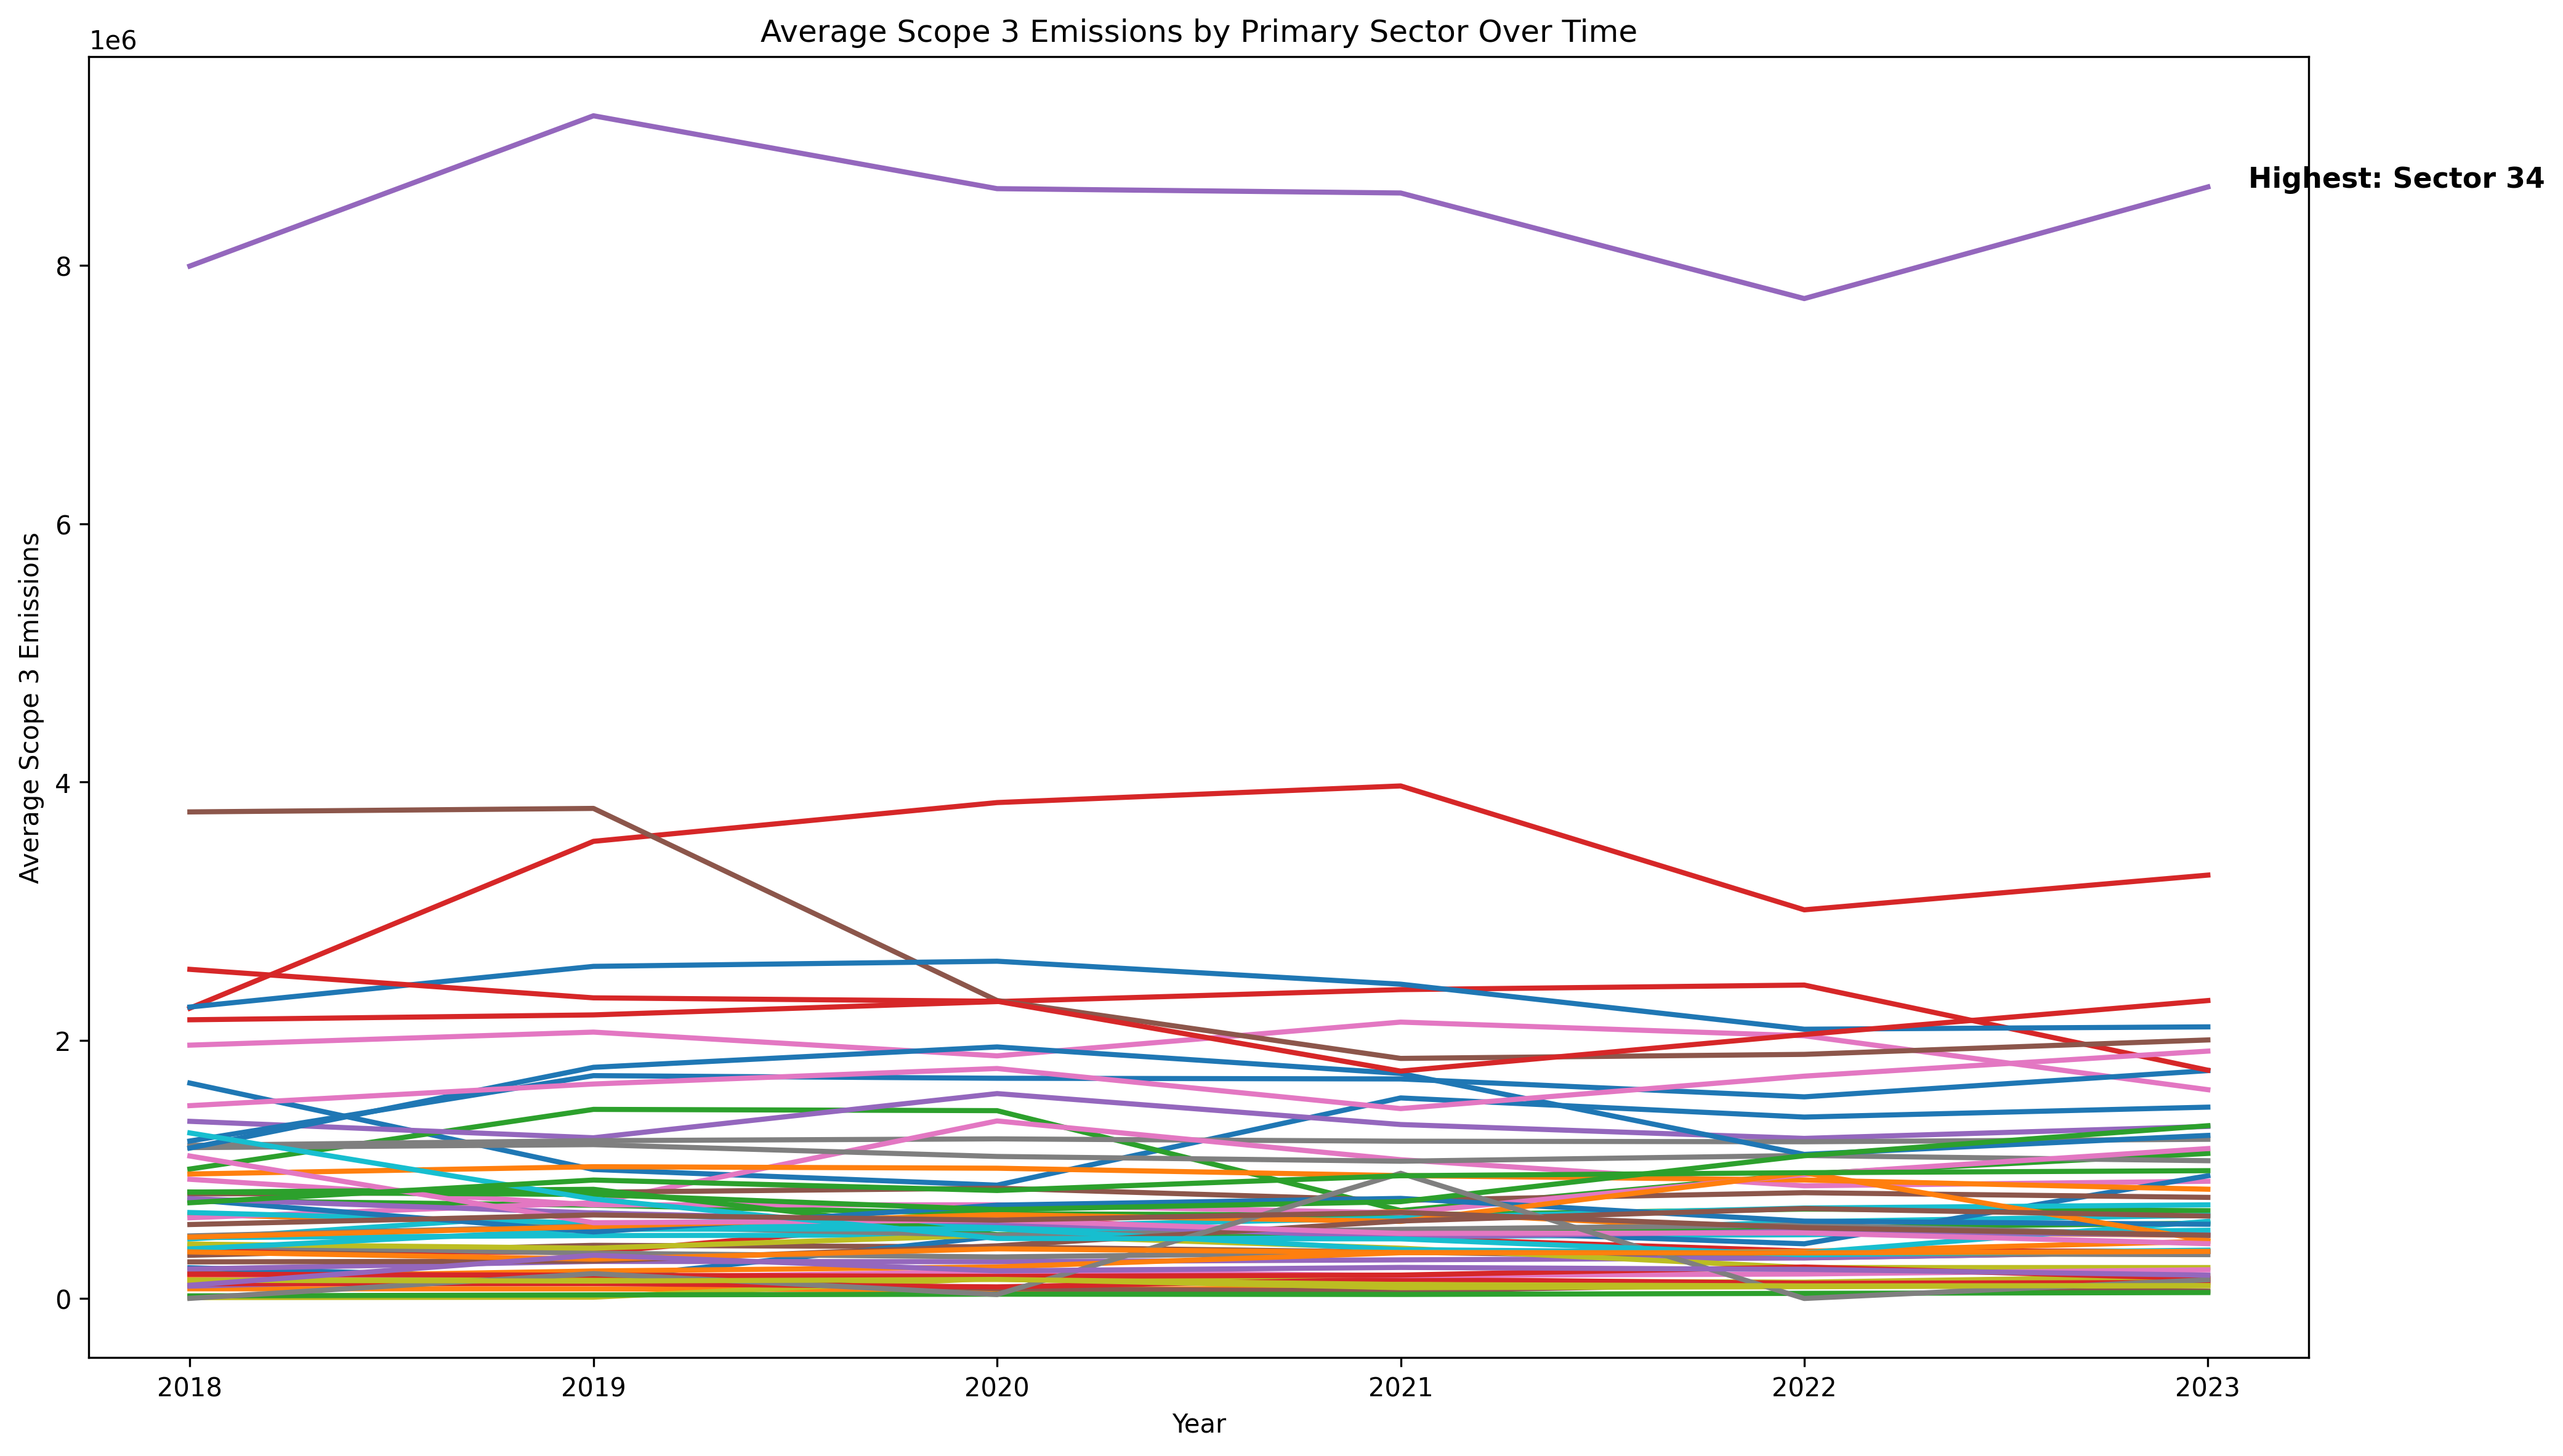 Average Scope 3 Emissions by Primary Sector Over Time
1e6
Highest: Sector 34
8
6
4
2
0
Average Scope 3 Emissions
2018 2019 2020 2021 2022 2023
Year